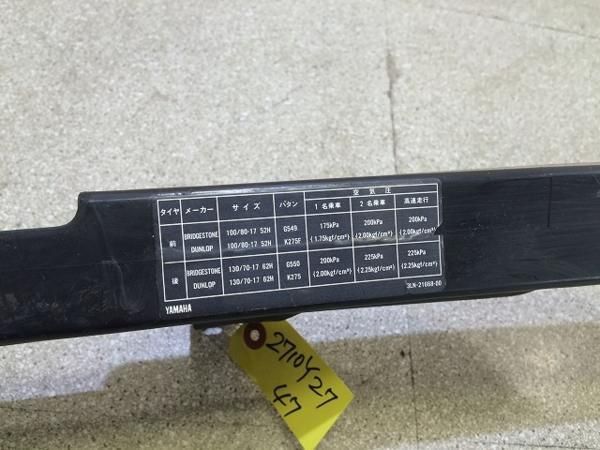 空 気 圧
タイヤ メーカー サ イ ズ パタン 1 名乗車 2 名乗車 高速走行
前 BRIDGESTONE 100/80-17 52H G549 175kPa 200kPa 200kPa
DUNLOP 100/80-17 52H K275F (1.75kgf/cm²) (2.00kgf/cm²) (2.00kgf/cm²)
後 BRIDGESTONE 130/70-17 62H G550 200kPa 225kPa 225kPa
DUNLOP 130/70-17 62H K275 (2.00kgf/cm²) (2.25kgf/cm²) (2.25kgf/cm²)
YAMAHA 3LN-21668-00
2710Y27
47